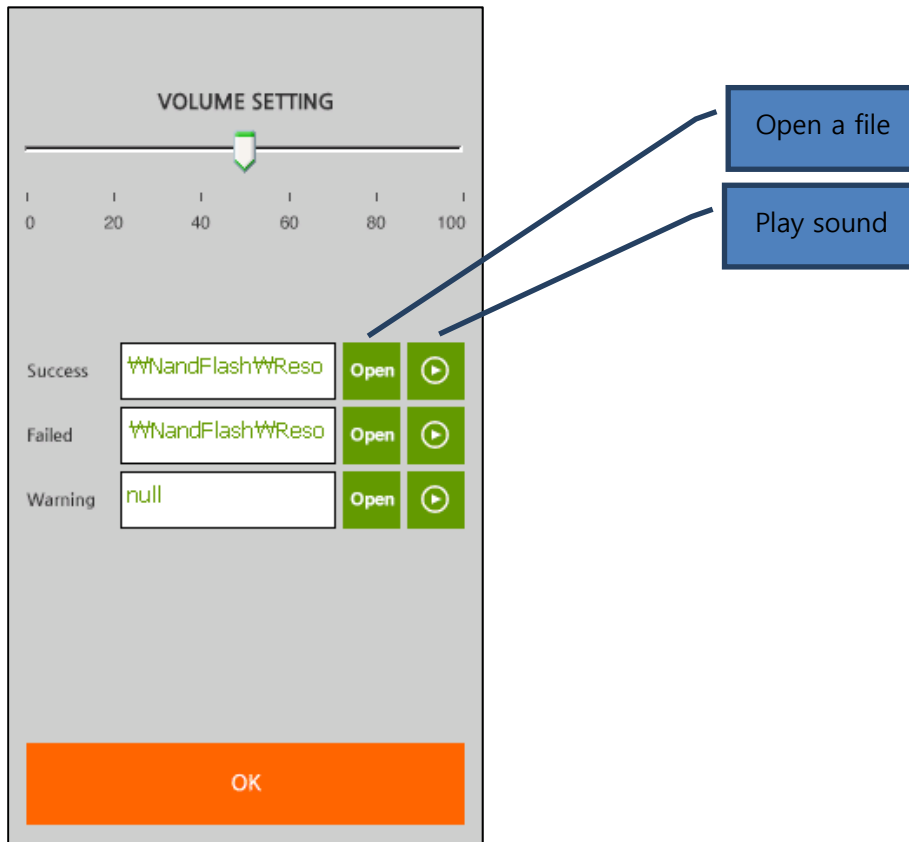 VOLUME SETTING
0 20 40 60 80 100
Open a file
Play sound
Success ₩NandFlash₩Reso Open
Failed ₩NandFlash₩Reso Open
Warning null Open
OK